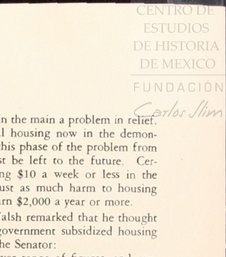 CENTRO DE
ESTUDIOS
DE HISTORIA
DE MEXICO
FUNDACIÓN
Carlos Slim
n the main a problem in relief.
l housing now in the demon-
this phase of the problem from
st be left to the future. Cer-
ng $10 a week or less in the
ust as much harm to housing
rn $2,000 a year or more.
alsh remarked that he thought
government subsidized housing
he Senator: